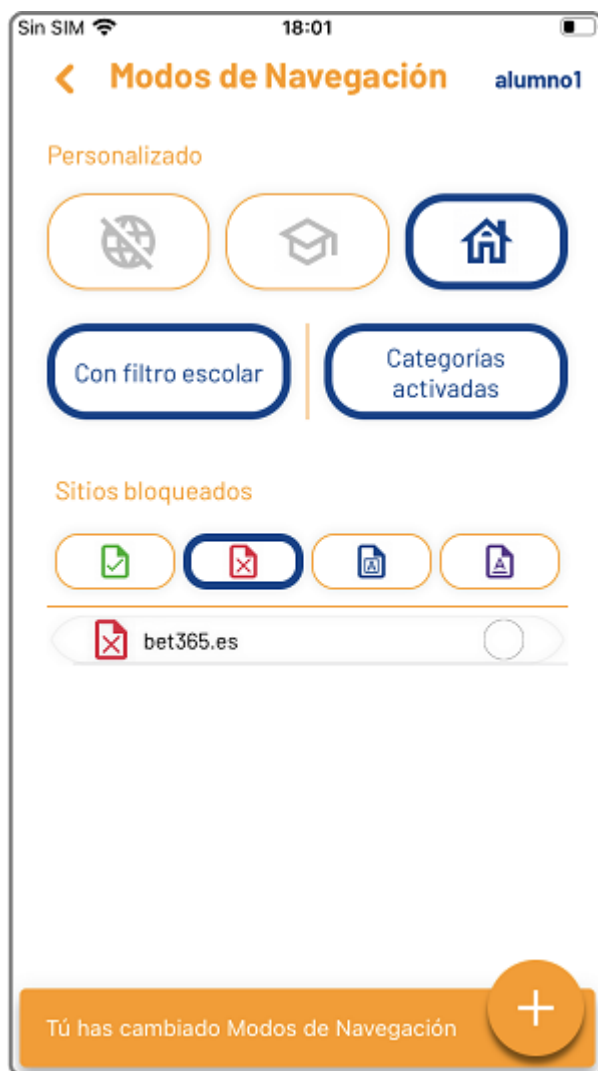 Sin SIM 18:01
Modos de Navegación alumno1
Personalizado
Con filtro escolar
Categorías
activadas
Sitios bloqueados
bet365.es
Tú has cambiado Modos de Navegación